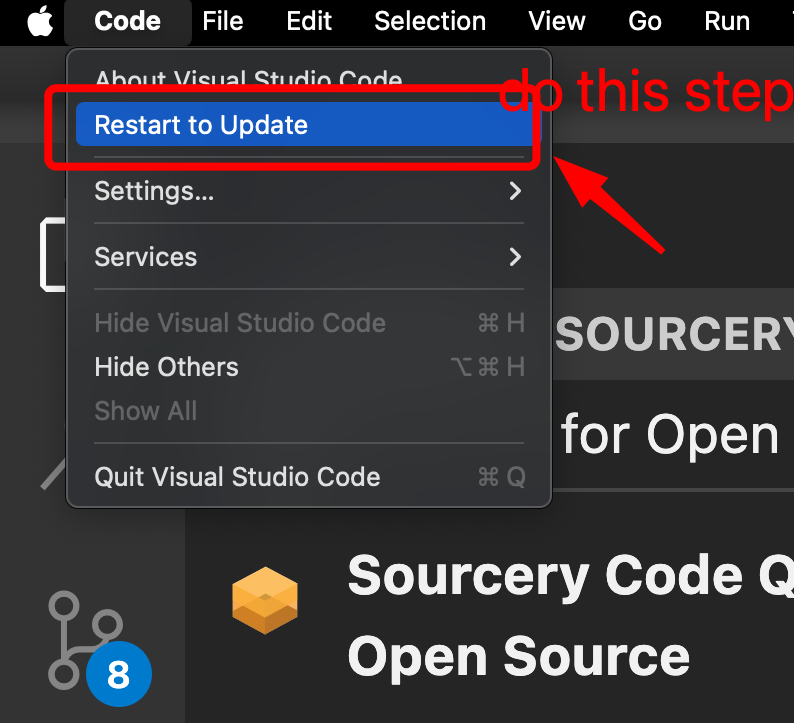 Code File Edit Selection View Go Run
About Visual Studio Code
do this step
Restart to Update
Settings...
Services
Hide Visual Studio Code ⌘ H
SOURCERY
Hide Others ⌥ ⌘ H
Show All
for Open
Quit Visual Studio Code ⌘ Q
Sourcery Code
Open Source
8